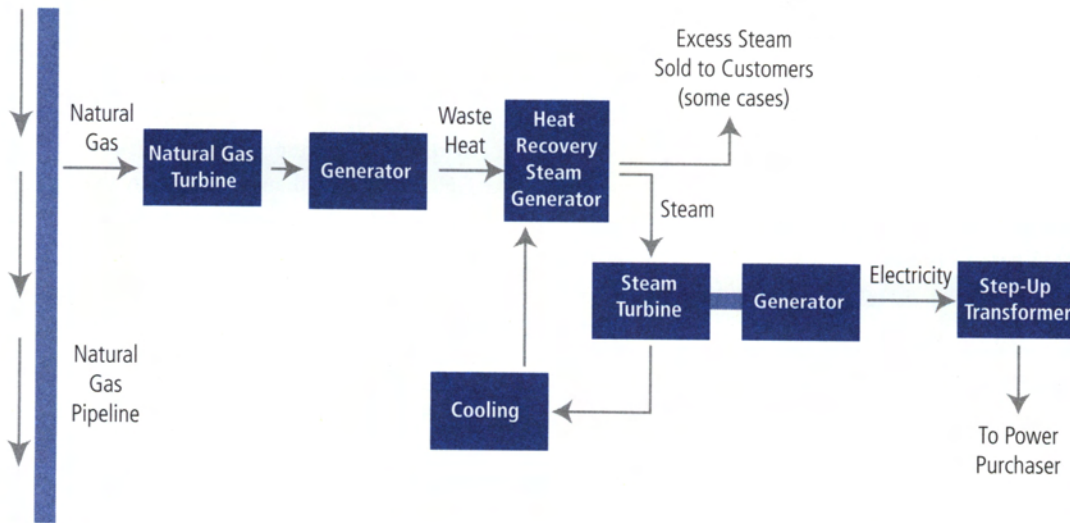 Excess Steam
Sold to Customers
(some cases)
Natural
Gas
Natural Gas
Turbine
Generator
Waste
Heat
Heat
Recovery
Steam
Generator
Steam
Steam
Turbine
Generator
Electricity
Step-Up
Transformer
Natural
Gas
Pipeline
Cooling
To Power
Purchaser